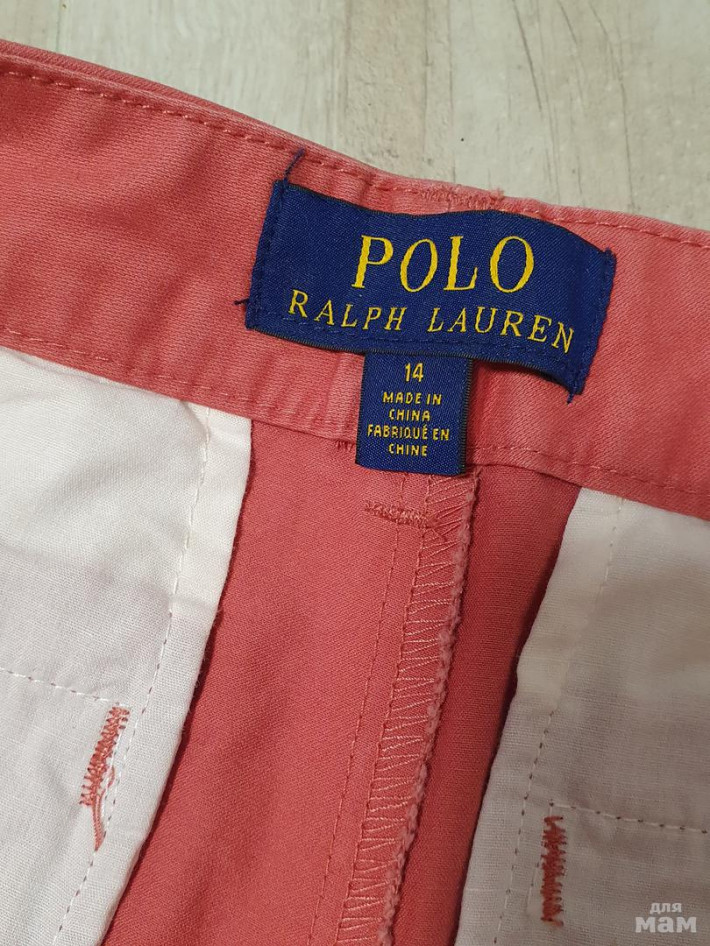 POLO
RALPH LAUREN
14
MADE IN
CHINA
FABRIQUÉ EN
CHINE
для
мам